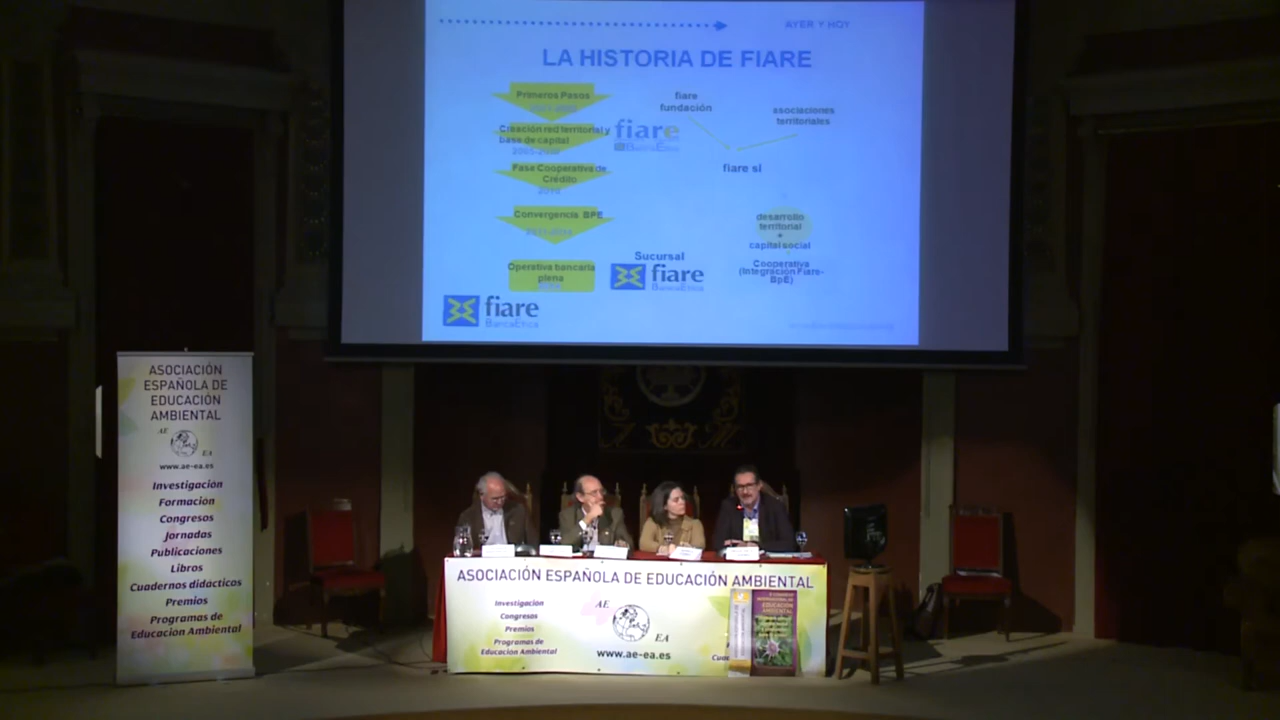 AYER Y HOY
LA HISTORIA DE FIARE
Primeros Pasos
Creación red territorial y
base de capital
Fase Cooperativa de
Crédito
Convergencia BPE
Operativa bancaria
plena
fiare
fundación
asociaciones
territoriales
fiare sl
fiare
BancaEtica
desarrollo
territorial
+
capital social
Cooperativa
(Integración Fiare-
BpE)
Sucursal
fiare
BancaEtica
fiare
BancaEtica
ASOCIACIÓN
ESPAÑOLA DE
EDUCACIÓN
AMBIENTAL
AE
EA
www.ae-ea.es
Investigación
Formacion
Congresos
Jornadas
Publicaciones
Libros
Cuadernos didácticos
Premios
Programas de
Educacion Ambiental
ASOCIACIÓN ESPAÑOLA DE EDUCACIÓN AMBIENTAL
Investigación
Congresos
Premios
Programas de
Educación Ambiental
AE
EA
www.ae-ea.es
EDUCACIÓN
AMBIENTAL